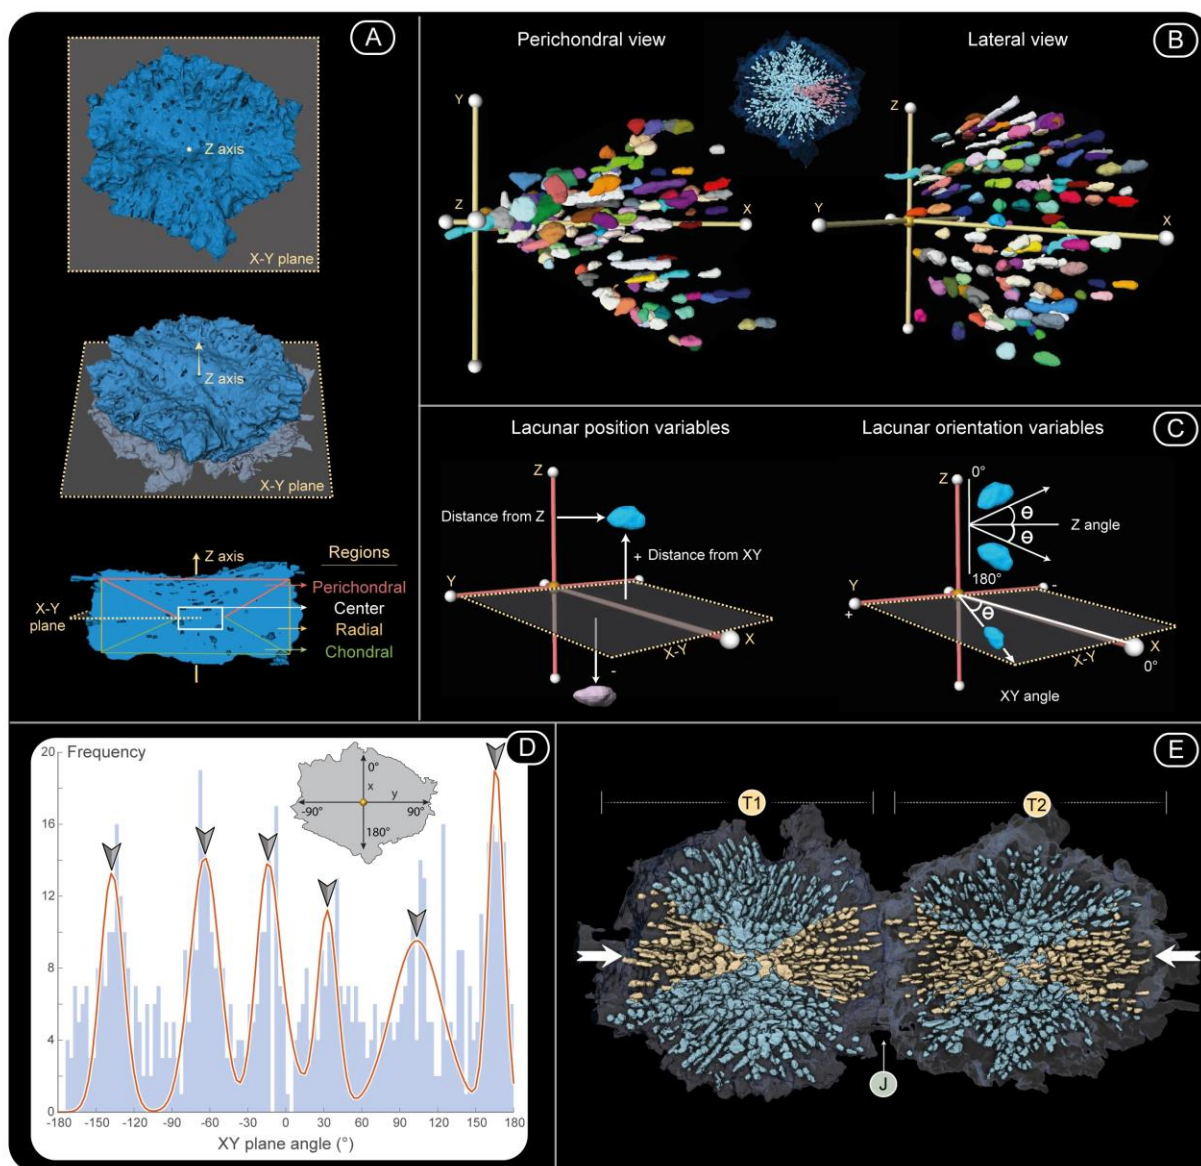 A
Z axis
X-Y plane
Z axis
X-Y plane
Z axis
Regions
Perichondral
X-Y
plane
Center
Radial
Chondral
B
Perichondral view
Lateral view
Y
Z
X
Z
Y
X
C
Lacunar position variables
Z
Distance from Z
+ Distance from XY
Y
X
X-Y
-
Lacunar orientation variables
0°
Z
Θ
Z angle
Θ
180°
-
Y
+
Θ
X
X-Y
0°
XY angle
D
Frequency
20
16
12
8
4
0
0°
x
y
-90°
90°
180°
-180 -150 -120 -90 -60 -30 0 30 60 90 120 150 180
XY plane angle (°)
E
T1
T2
J